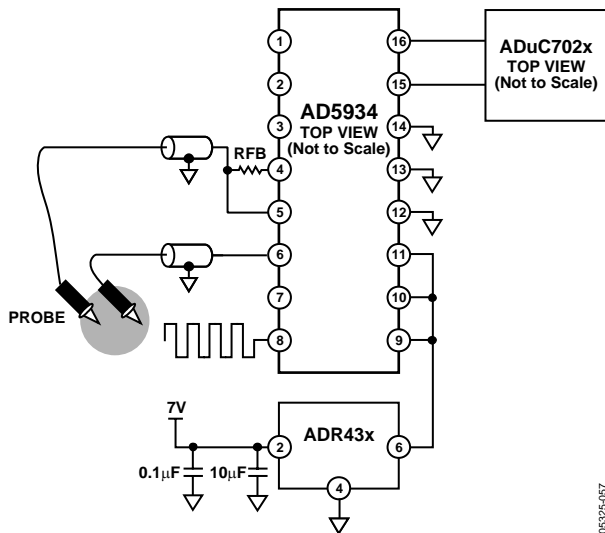 1
16
ADuC702x
TOP VIEW
(Not to Scale)
2
15
AD5934
TOP VIEW
(Not to Scale)
3
14
RFB
4
13
5
12
6
11
7
10
PROBE
8
9
7V
ADR43x
2
6
0.1µF
10µF
4
05325-057